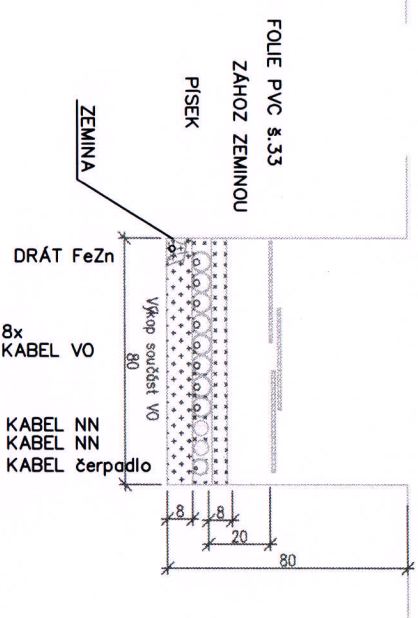 FOLIE PVC š.33
ZÁHOZ ZEMINOU
PÍSEK
ZEMINA
DRÁT FeZn
8x
KABEL VO
KABEL NN
KABEL NN
KABEL čerpadlo
Výkop součást VO
80
8
8
20
80